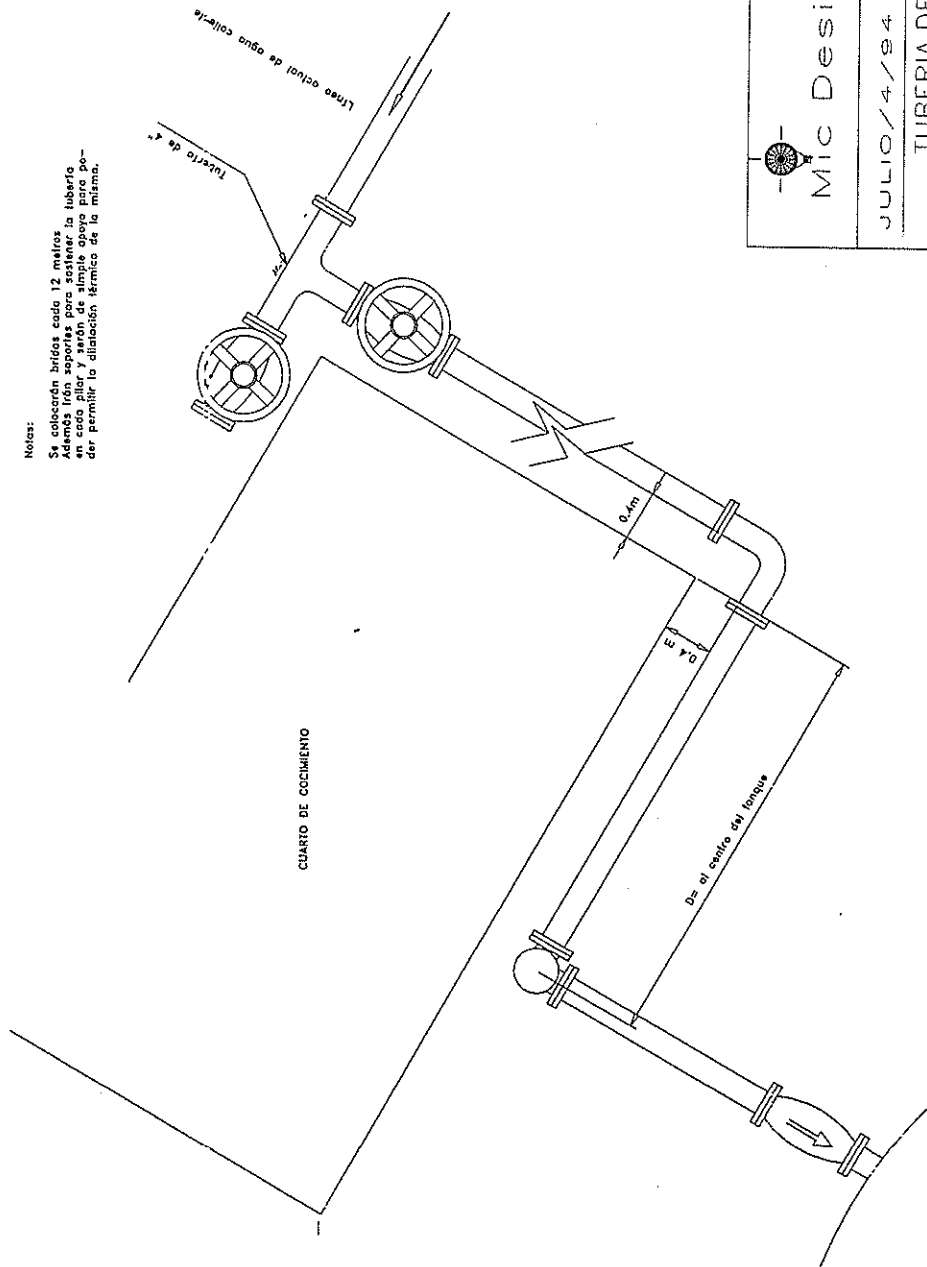 Notas:
Se colocarán bridas cada 12 metros
Además irán soportes para sostener la tubería
en cada pilar y serán de simple apoyo para po-
der permitir la dilatación térmica de la misma.
Línea actual de agua caliente
Tubería de 4"
CUARTO DE COCIMIENTO
0.4m
0.4 m
D= al centro del tanque
Mic Desi
JULIO/4/94
TUBERIA DE